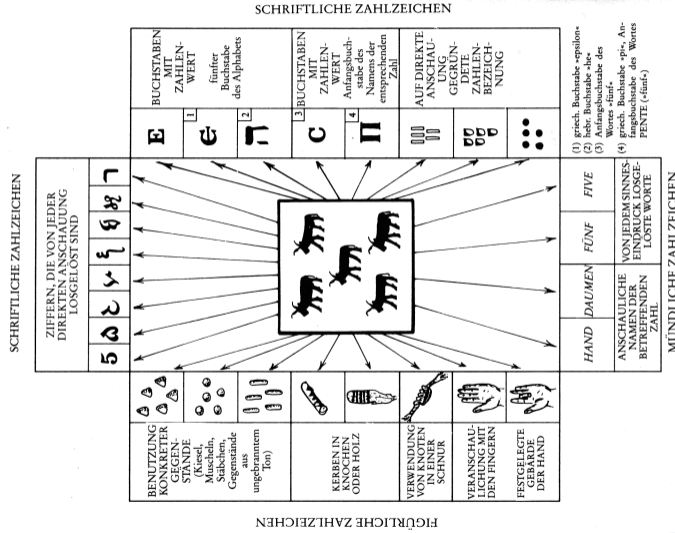 SCHRIFTLICHE ZAHLZEICHEN
BUCHSTABEN
MIT
ZAHLEN-
WERT
fünfter
Buchstabe
des Alphabets
3 BUCHSTABEN
MIT
ZAHLEN-
WERT
Anfangsbuch-
stabe des
Namens der
entsprechenden
Zahl
AUF DIREKTE
ANSCHAU-
UNG
GEGRÜN-
DETE
ZAHLEN-
BEZEICH-
NUNG
E
1
2
ה
C
4
Π
(1) griech. Buchstabe »epsilon«
(2) hebr. Buchstabe »he«
(3) Anfangsbuchstabe des
Wortes »fünf«
(4) griech. Buchstabe »pi«, An-
fangsbuchstabe des Wortes
PENTE (»fünf«)
SCHRIFTLICHE ZAHLZEICHEN
ZIFFERN, DIE VON JEDER
DIREKTEN ANSCHAUUNG
LOSGELÖST SIND
5
HAND
DAUMEN
FÜNF
FIVE
ANSCHAULICHE
NAMEN DER
BETREFFENDEN
ZAHL
VON JEDEM SINNES-
EINDRUCK LOSGE-
LÖSTE WORTE
MÜNDLICHE ZAHLZEICHEN
BENUTZUNG
KONKRETER
GEGEN-
STÄNDE
(Kiesel,
Muscheln,
Stäbchen,
Gegenstände
aus
ungebranntem
Ton)
KERBEN IN
KNOCHEN
ODER HOLZ
VERWENDUNG
VON KNOTEN
IN EINER
SCHNUR
VERANSCHAU-
LICHUNG MIT
DEN FINGERN
FESTGELEGTE
GEBÄRDE
DER HAND
FIGÜRLICHE ZAHLZEICHEN